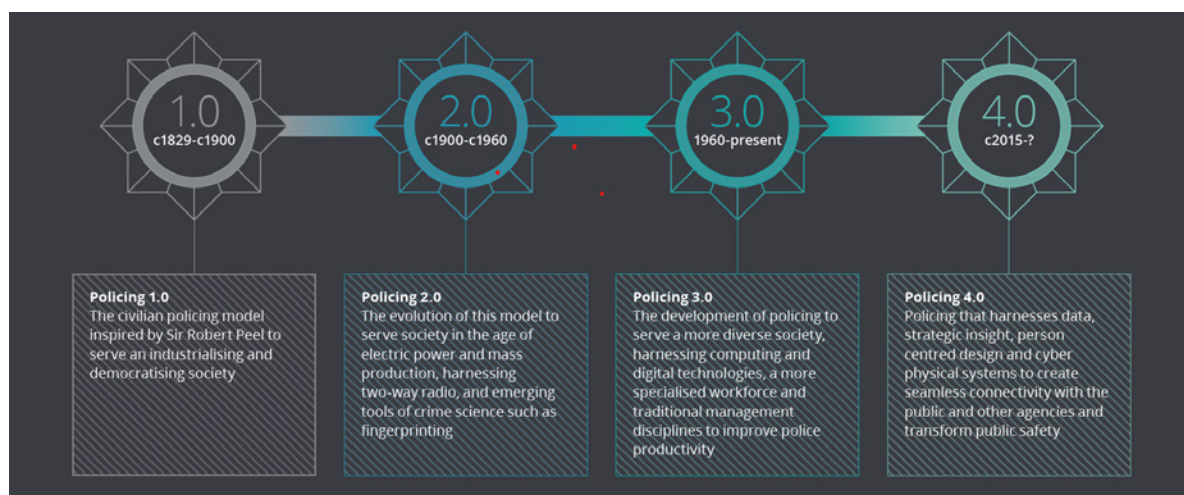 1.0
c1829-c1900
2.0
c1900-c1960
3.0
1960-present
4.0
c2015-?
Policing 1.0
The civilian policing model
inspired by Sir Robert Peel to
serve an industrialising and
democratising society
Policing 2.0
The evolution of this model to
serve society in the age of
electric power and mass
production, harnessing
two-way radio, and emerging
tools of crime science such as
fingerprinting
Policing 3.0
The development of policing to
serve a more diverse society,
harnessing computing and
digital technologies, a more
specialised workforce and
traditional management
disciplines to improve police
productivity
Policing 4.0
Policing that harnesses data,
strategic insight, person
centred design and cyber
physical systems to create
seamless connectivity with the
public and other agencies and
transform public safety